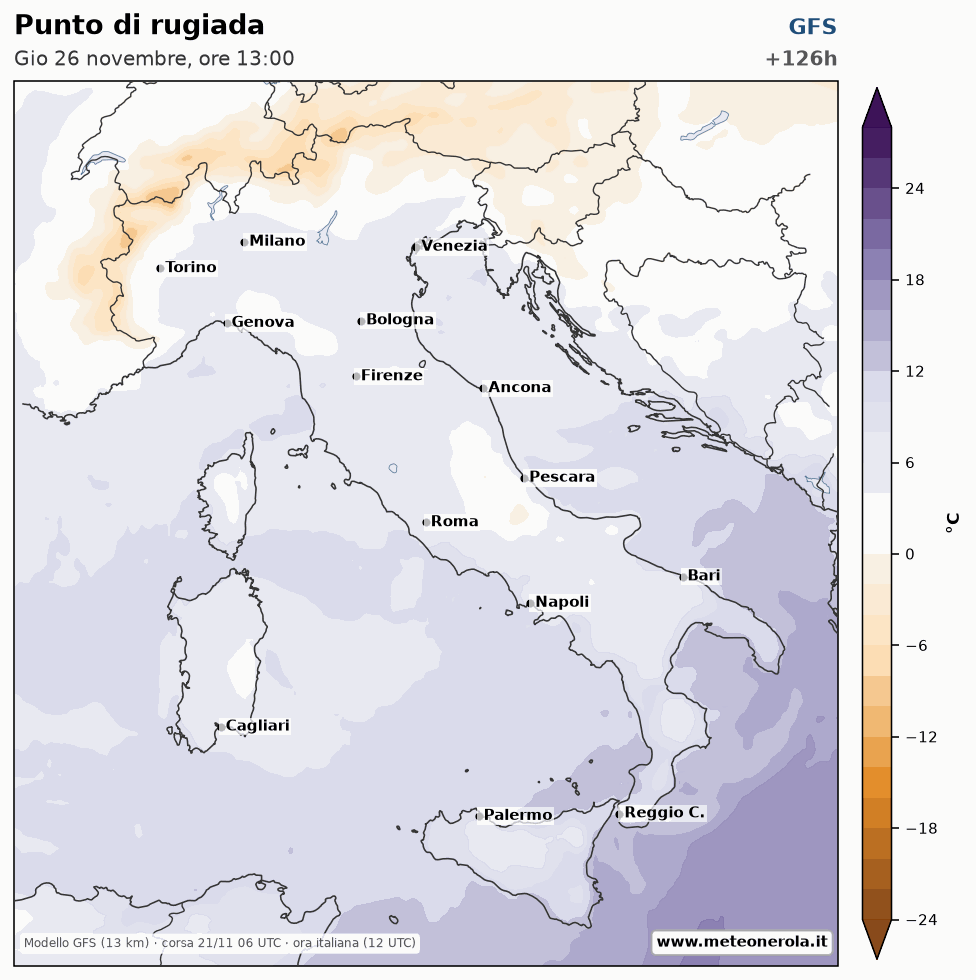 Punto di rugiada
GFS
Gio 26 novembre, ore 13:00
+126h
Milano
Venezia
Torino
Genova
Bologna
Firenze
Ancona
Pescara
Roma
Bari
Napoli
Cagliari
Palermo
Reggio C.
24
18
12
6
0
−6
−12
−18
−24
°C
Modello GFS (13 km) · corsa 21/11 06 UTC · ora italiana (12 UTC)
www.meteonerola.it